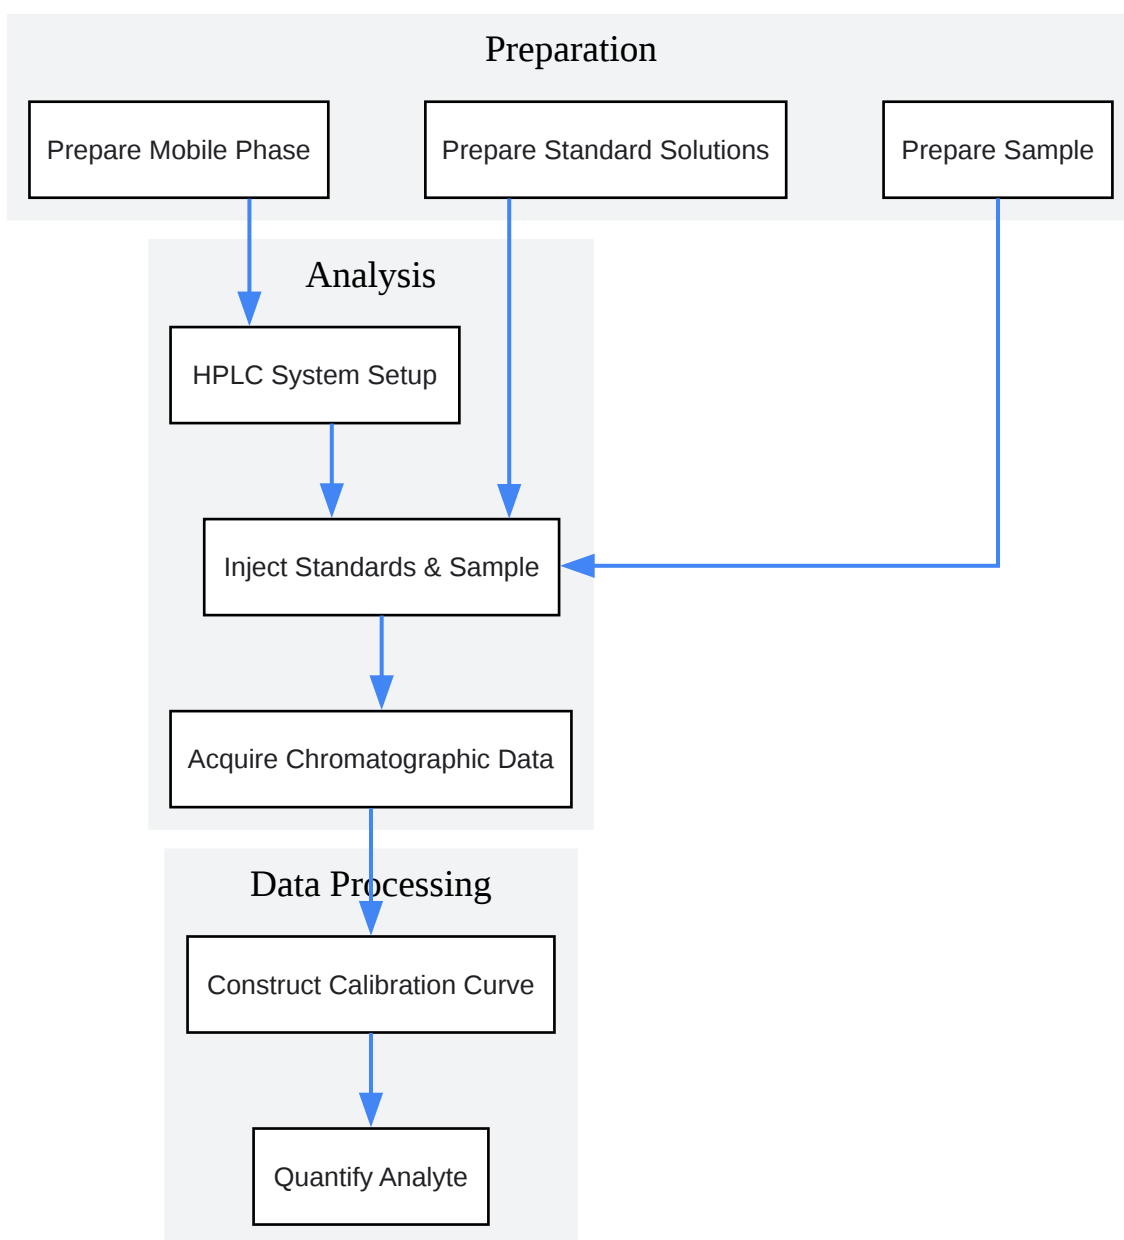 Preparation
Prepare Mobile Phase
Prepare Standard Solutions
Prepare Sample
Analysis
HPLC System Setup
Inject Standards & Sample
Acquire Chromatographic Data
Data Processing
Construct Calibration Curve
Quantify Analyte